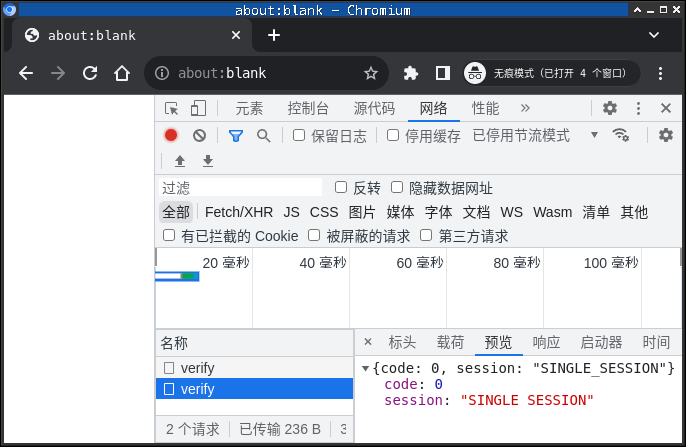 about:blank – Chromium
about:blank
about:blank
无痕模式（已打开 4 个窗口）
元素 控制台 源代码 网络 性能 »
保留日志 停用缓存 已停用节流模式
过滤 反转 隐藏数据网址
全部 Fetch/XHR JS CSS 图片 媒体 字体 文档 WS Wasm 清单 其他
有已拦截的 Cookie 被屏蔽的请求 第三方请求
20 毫秒 40 毫秒 60 毫秒 80 毫秒 100 毫秒
名称
verify
verify
2 个请求 已传输 236 B
× 标头 载荷 预览 响应 启动器 时间
{code: 0, session: "SINGLE_SESSION"}
code: 0
session: "SINGLE SESSION"